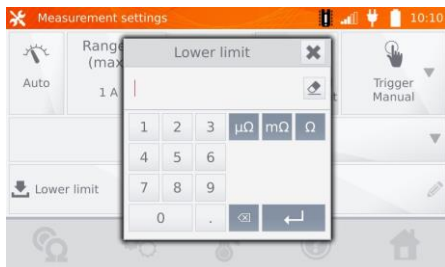 Measurement settings
10:10
Auto
Range
(max
1 A
Lower limit
Trigger
Manual
1 2 3 μΩ mΩ Ω
4 5 6
7 8 9
0 .
Lower limit